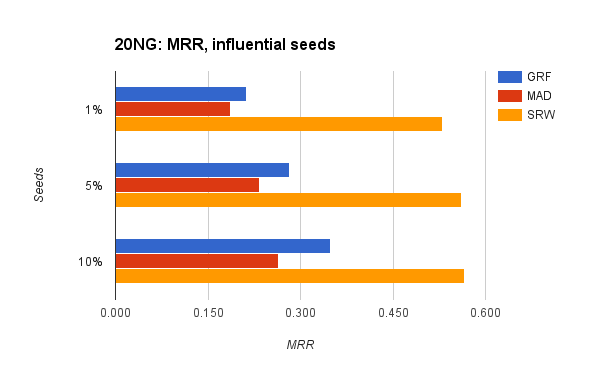 20NG: MRR, influential seeds
GRF
MAD
SRW
Seeds
1%
5%
10%
0.000 0.150 0.300 0.450 0.600
MRR